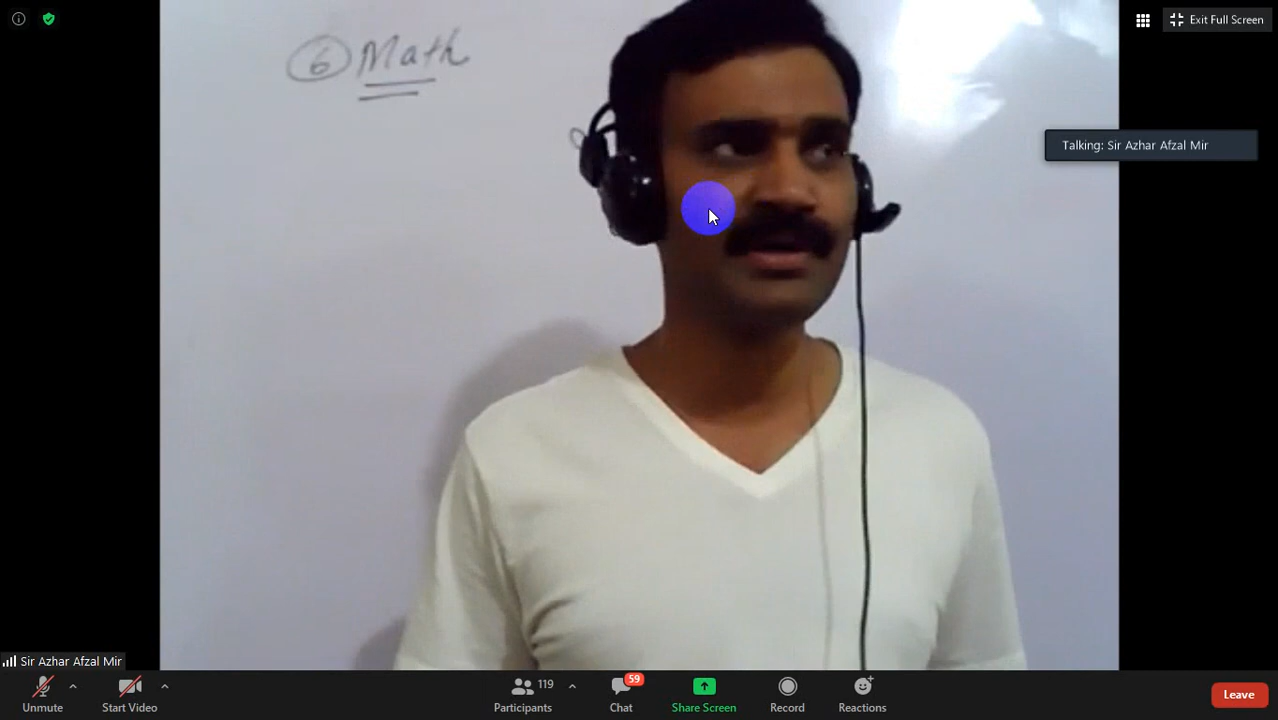 Exit Full Screen
⑥ Math
Talking: Sir Azhar Afzal Mir
Sir Azhar Afzal Mir
Unmute
Start Video
119
Participants
59
Chat
Share Screen
Record
Reactions
Leave